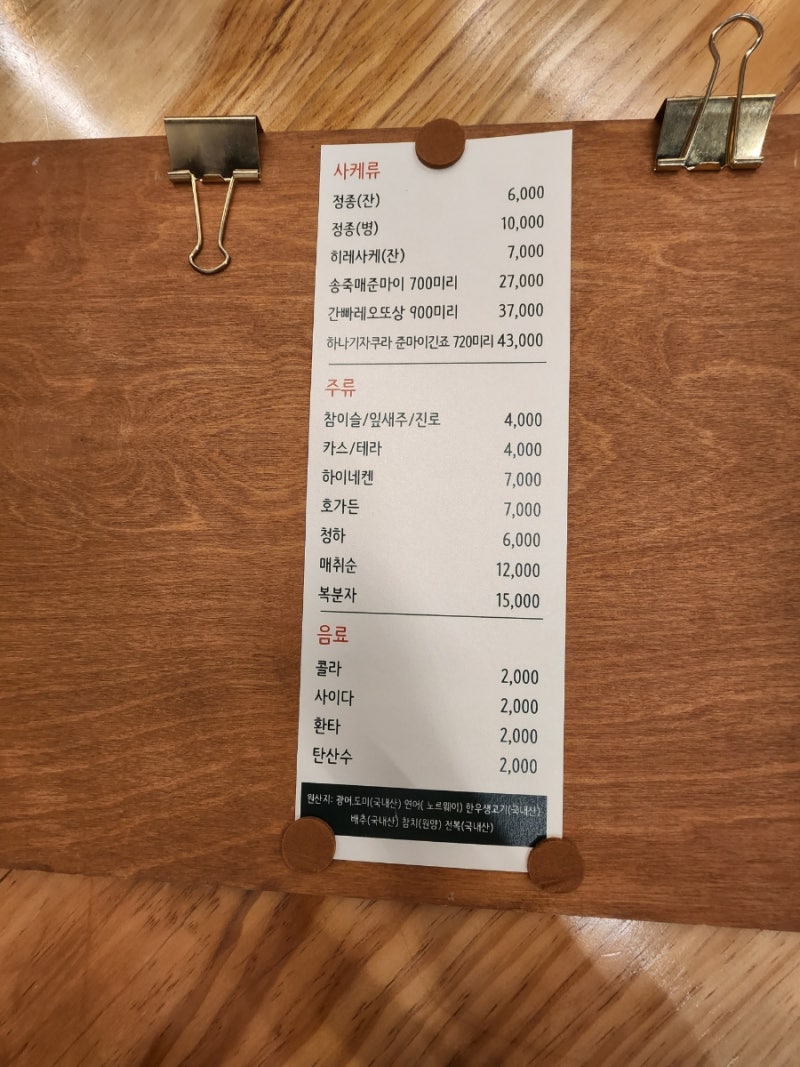 사케류
정종(잔) 6,000
정종(병) 10,000
히레사케(잔) 7,000
송죽매준마이 700미리 27,000
간빠레오또상 900미리 37,000
하나기자쿠라 준마이긴죠 720미리 43,000
주류
참이슬/잎새주/진로 4,000
카스/테라 4,000
하이네켄 7,000
호가든 7,000
청하 6,000
매취순 12,000
복분자 15,000
음료
콜라 2,000
사이다 2,000
환타 2,000
탄산수 2,000
원산지: 광어,도미(국내산) 연어( 노르웨이) 한우생고기(국내산)
배추(국내산) 참치(원양) 전복(국내산)